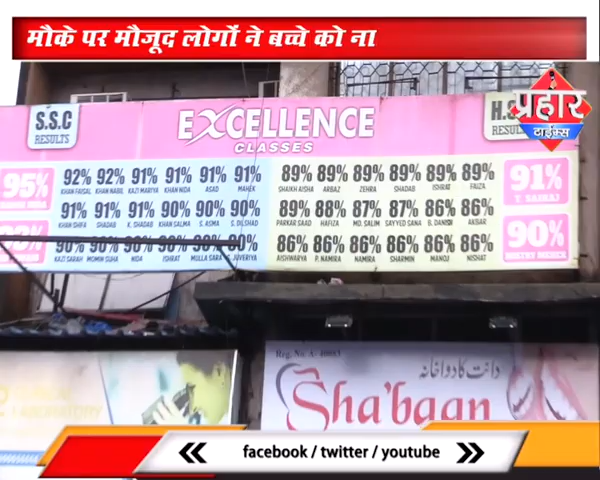 मौके पर मौजूद लोगों ने बच्चे को ना
प्रहार
टाईम्स
S.S.C
RESULTS
EXCELLENCE
CLASSES
95%
92% 92% 91% 91% 91% 91%
KHAN FAISAL KHAN NABIL KAZI MARIYA KHAN NIDA ASAD MAHEK
91% 91% 91% 90% 90% 90%
KHAN SHIFA SHADAB K. SHADAB KHAN SALMA S. ASMA S. DILSHAD
90% 90% 90% 90% 90% 90%
KAZI SARAH MOMIN SUHA NIDA ISHRAT MULLA SARA S. JUVERIYA
89% 89% 89% 89% 89% 89%
SHAIKH AISHA ARBAZ ZEHRA SHADAB ISHRAT FAIZA
89% 88% 87% 87% 86% 86%
PARKAR SAAD HAFIZA MD. SALIM SAYYED SANA B. DANISH AKBAR
86% 86% 86% 86% 86% 86%
AISHWARYA P. NAMIRA NAMIRA SHARMIN MANOJ NISHAT
91%
90%
Reg. No. A-
دانت کا دواخانہ
Sha'baan
LABORATORY
facebook / twitter / youtube